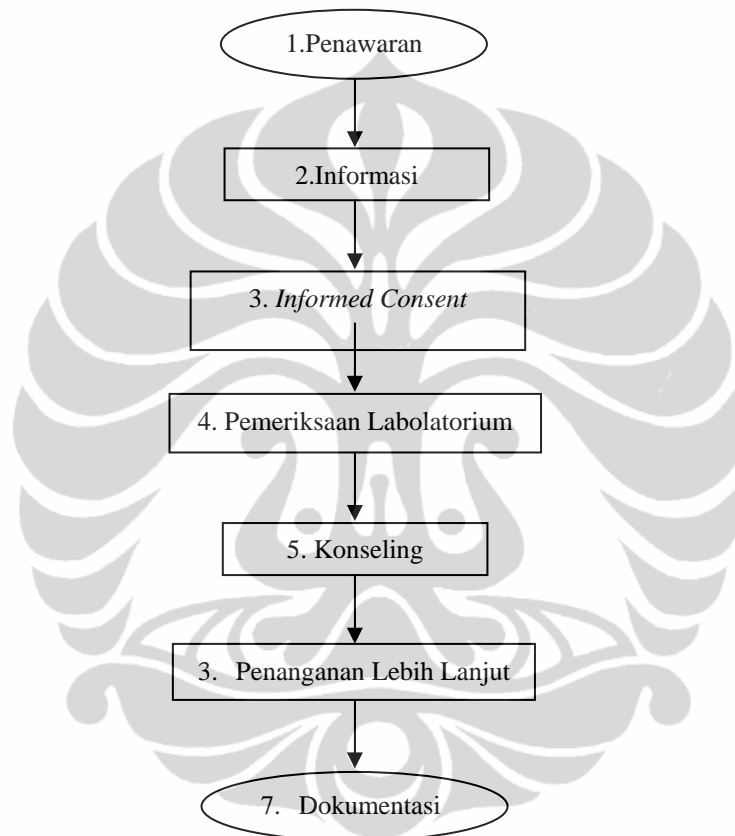 1.Penawaran
2.Informasi
3. Informed Consent
4. Pemeriksaan Labolatorium
5. Konseling
3. Penanganan Lebih Lanjut
7. Dokumentasi